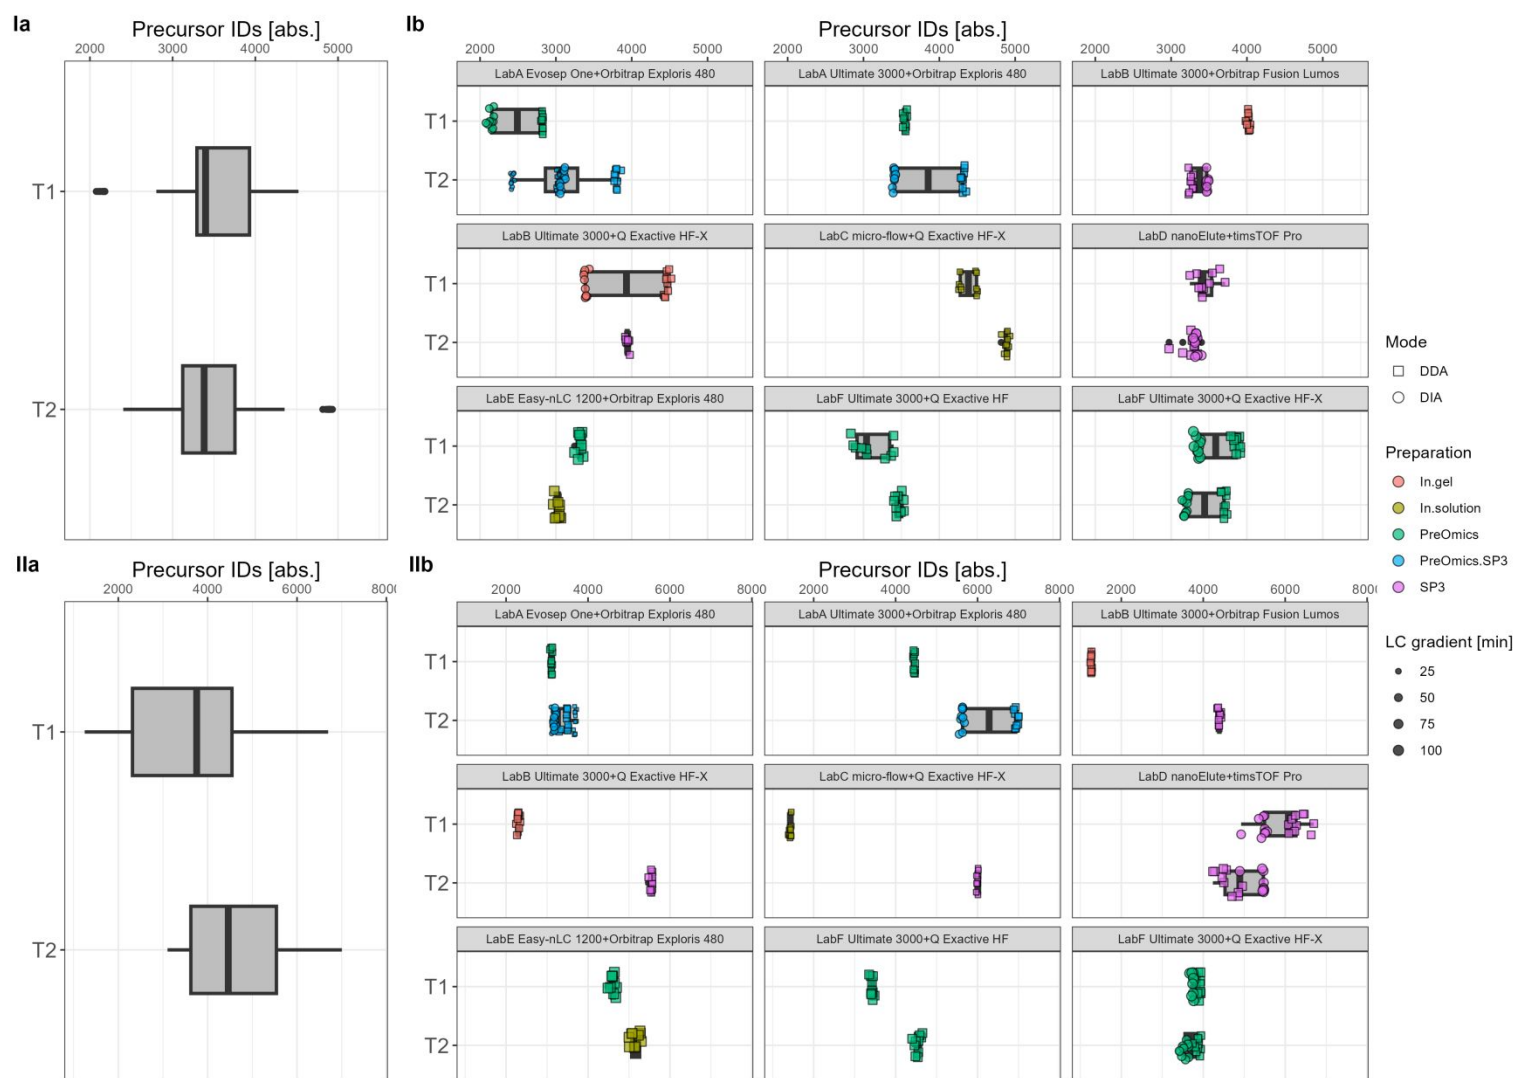 Ia
Precursor IDs [abs.]
2000 3000 4000 5000
T1
T2
Ib
Precursor IDs [abs.]
2000 3000 4000 5000 2000 3000 4000 5000 2000 3000 4000 5000
LabA Evosep One+Orbitrap Exploris 480
LabA Ultimate 3000+Orbitrap Exploris 480
LabB Ultimate 3000+Orbitrap Fusion Lumos
T1
T2
LabB Ultimate 3000+Q Exactive HF-X
LabC micro-flow+Q Exactive HF-X
LabD nanoElute+timsTOF Pro
T1
T2
LabE Easy-nLC 1200+Orbitrap Exploris 480
LabF Ultimate 3000+Q Exactive HF
LabF Ultimate 3000+Q Exactive HF-X
T1
T2
IIa
Precursor IDs [abs.]
2000 4000 6000 8000
T1
T2
IIb
Precursor IDs [abs.]
2000 4000 6000 8000 2000 4000 6000 8000 2000 4000 6000 8000
LabA Evosep One+Orbitrap Exploris 480
LabA Ultimate 3000+Orbitrap Exploris 480
LabB Ultimate 3000+Orbitrap Fusion Lumos
T1
T2
LabB Ultimate 3000+Q Exactive HF-X
LabC micro-flow+Q Exactive HF-X
LabD nanoElute+timsTOF Pro
T1
T2
LabE Easy-nLC 1200+Orbitrap Exploris 480
LabF Ultimate 3000+Q Exactive HF
LabF Ultimate 3000+Q Exactive HF-X
T1
T2
Mode
DDA
DIA
Preparation
In.gel
In.solution
PreOmics
PreOmics.SP3
SP3
LC gradient [min]
25
50
75
100